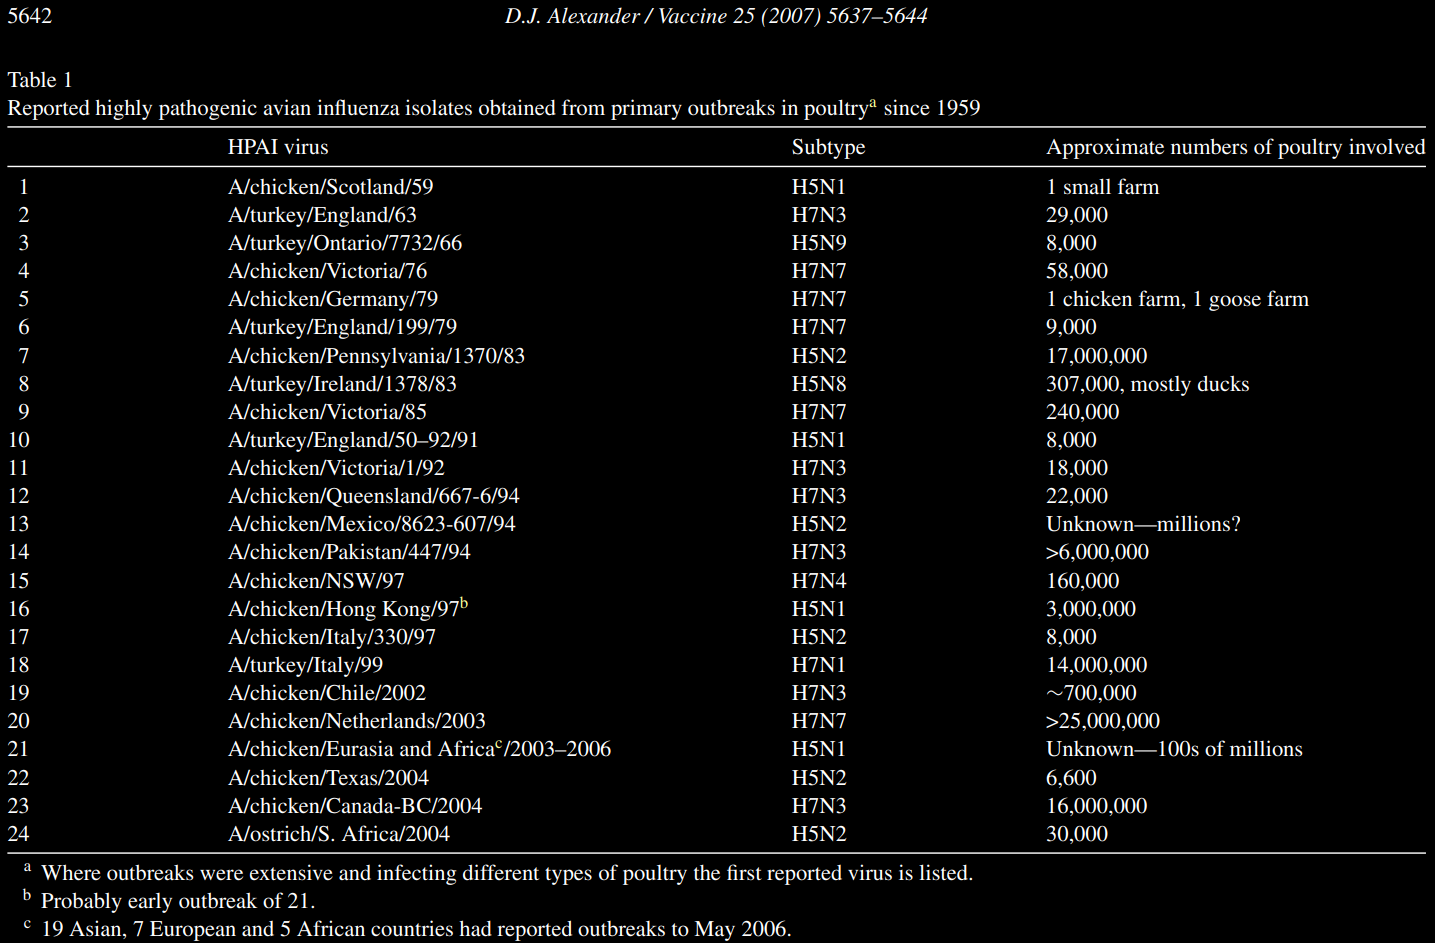 5642 D.J. Alexander / Vaccine 25 (2007) 5637–5644
Table 1
Reported highly pathogenic avian influenza isolates obtained from primary outbreaks in poultry^a since 1959
HPAI virus Subtype Approximate numbers of poultry involved
1 A/chicken/Scotland/59 H5N1 1 small farm
2 A/turkey/England/63 H7N3 29,000
3 A/turkey/Ontario/7732/66 H5N9 8,000
4 A/chicken/Victoria/76 H7N7 58,000
5 A/chicken/Germany/79 H7N7 1 chicken farm, 1 goose farm
6 A/turkey/England/199/79 H7N7 9,000
7 A/chicken/Pennsylvania/1370/83 H5N2 17,000,000
8 A/turkey/Ireland/1378/83 H5N8 307,000, mostly ducks
9 A/chicken/Victoria/85 H7N7 240,000
10 A/turkey/England/50–92/91 H5N1 8,000
11 A/chicken/Victoria/1/92 H7N3 18,000
12 A/chicken/Queensland/667-6/94 H7N3 22,000
13 A/chicken/Mexico/8623-607/94 H5N2 Unknown—millions?
14 A/chicken/Pakistan/447/94 H7N3 >6,000,000
15 A/chicken/NSW/97 H7N4 160,000
16 A/chicken/Hong Kong/97^b H5N1 3,000,000
17 A/chicken/Italy/330/97 H5N2 8,000
18 A/turkey/Italy/99 H7N1 14,000,000
19 A/chicken/Chile/2002 H7N3 ∼700,000
20 A/chicken/Netherlands/2003 H7N7 >25,000,000
21 A/chicken/Eurasia and Africa^c/2003–2006 H5N1 Unknown—100s of millions
22 A/chicken/Texas/2004 H5N2 6,600
23 A/chicken/Canada-BC/2004 H7N3 16,000,000
24 A/ostrich/S. Africa/2004 H5N2 30,000
^a Where outbreaks were extensive and infecting different types of poultry the first reported virus is listed.
^b Probably early outbreak of 21.
^c 19 Asian, 7 European and 5 African countries had reported outbreaks to May 2006.